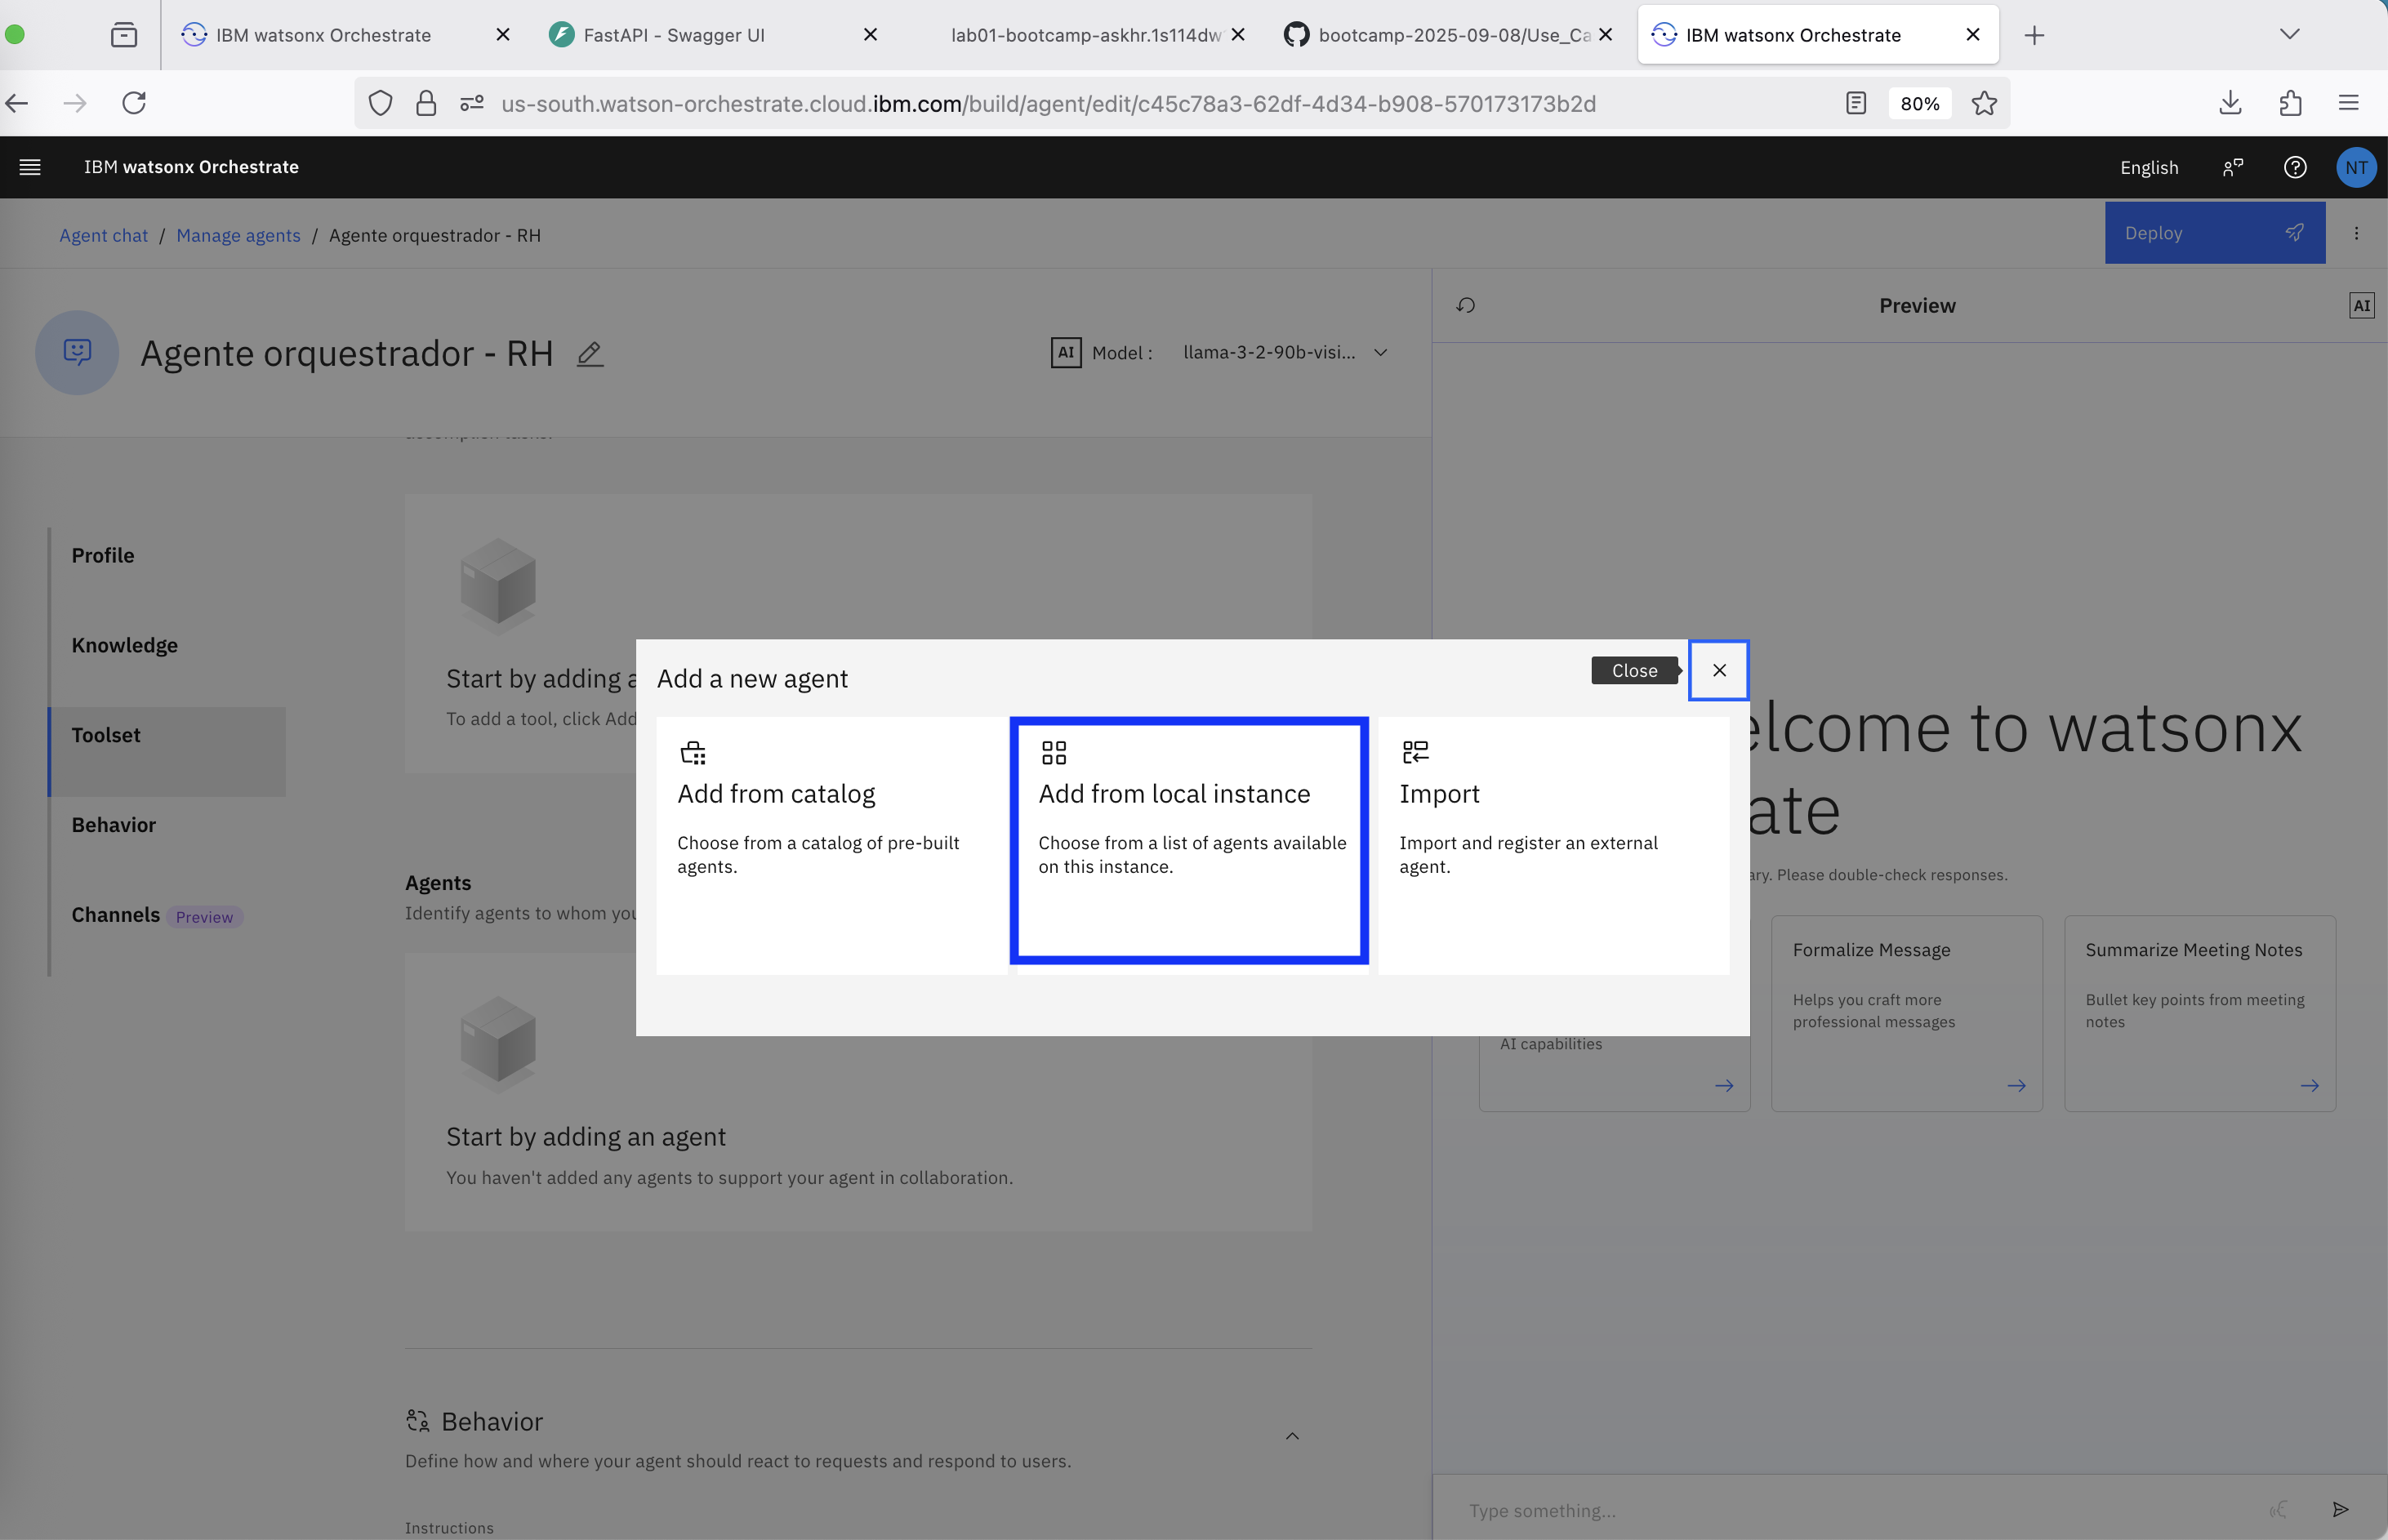 IBM watsonx Orchestrate
FastAPI - Swagger UI
lab01-bootcamp-askhr.1s114dw
bootcamp-2025-09-08/Use_Ca
IBM watsonx Orchestrate
us-south.watson-orchestrate.cloud.ibm.com/build/agent/edit/c45c78a3-62df-4d34-b908-570173173b2d
80%
IBM watsonx Orchestrate
English
NT
Agent chat / Manage agents / Agente orquestrador - RH
Deploy
Agente orquestrador - RH
AI Model :
llama-3-2-90b-visi...
Preview
AI
Profile
Knowledge
Toolset
Behavior
Channels Preview
Start by adding a
To add a tool, click Add
Agents
Identify agents to whom you
Start by adding an agent
You haven't added any agents to support your agent in collaboration.
Behavior
Define how and where your agent should react to requests and respond to users.
Instructions
Add a new agent
Close
Add from catalog
Choose from a catalog of pre-built
agents.
Add from local instance
Choose from a list of agents available
on this instance.
Import
Import and register an external
agent.
elcome to watsonx
ate
ary. Please double-check responses.
AI capabilities
Formalize Message
Helps you craft more
professional messages
Summarize Meeting Notes
Bullet key points from meeting
notes
Type something...